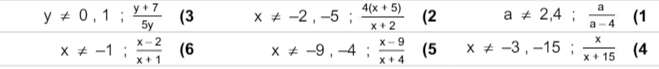 (1 a ≠ 2,4 ; a/(a-4) (2 x ≠ -2 , -5 ; 4(x+5)/(x+2) (3 y ≠ 0 , 1 ; (y+7)/5y
(4 x ≠ -3 , -15 ; x/(x+15) (5 x ≠ -9 , -4 ; (x-9)/(x+4) (6 x ≠ -1 ; (x-2)/(x+1)